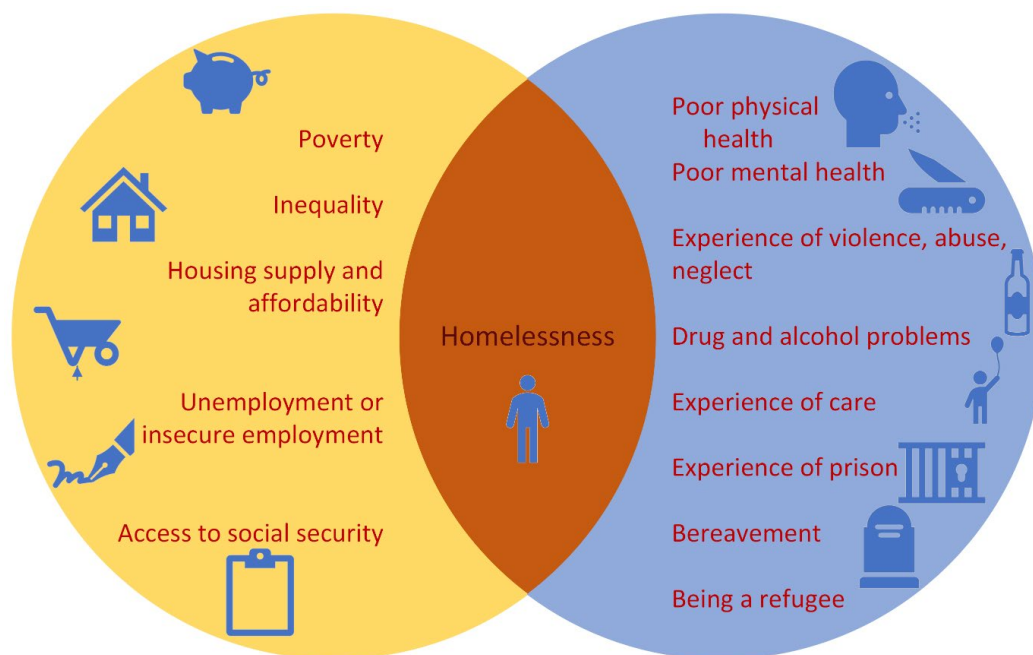 Poverty
Inequality
Housing supply and
affordability
Unemployment or
insecure employment
Access to social security
Homelessness
Poor physical
health
Poor mental health
Experience of violence, abuse,
neglect
Drug and alcohol problems
Experience of care
Experience of prison
Bereavement
Being a refugee